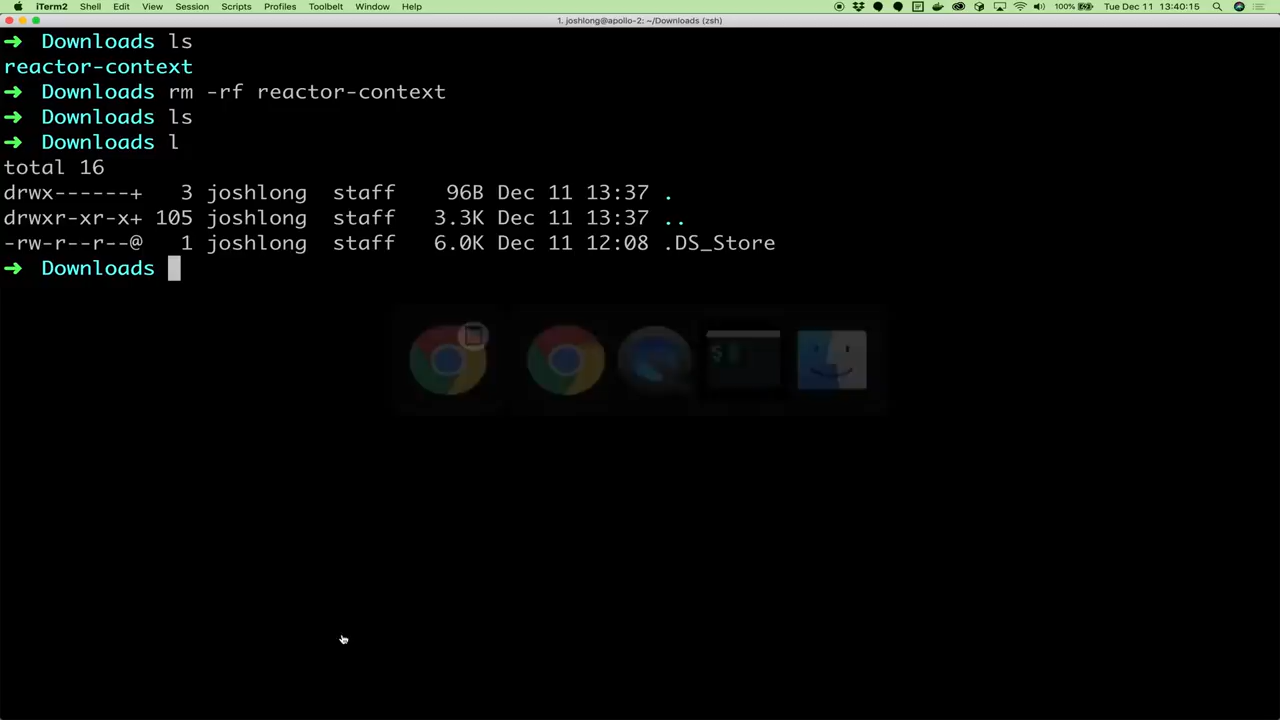 iTerm2 Shell Edit View Session Scripts Profiles Toolbelt Window Help 100% Tue Dec 11 13:40:15
1. joshlong@apollo-2: ~/Downloads (zsh)
➜ Downloads ls
reactor-context
➜ Downloads rm -rf reactor-context
➜ Downloads ls
➜ Downloads l
total 16
drwx------+ 3 joshlong staff 96B Dec 11 13:37 .
drwxr-xr-x+ 105 joshlong staff 3.3K Dec 11 13:37 ..
-rw-r--r--@ 1 joshlong staff 6.0K Dec 11 12:08 .DS_Store
➜ Downloads
$